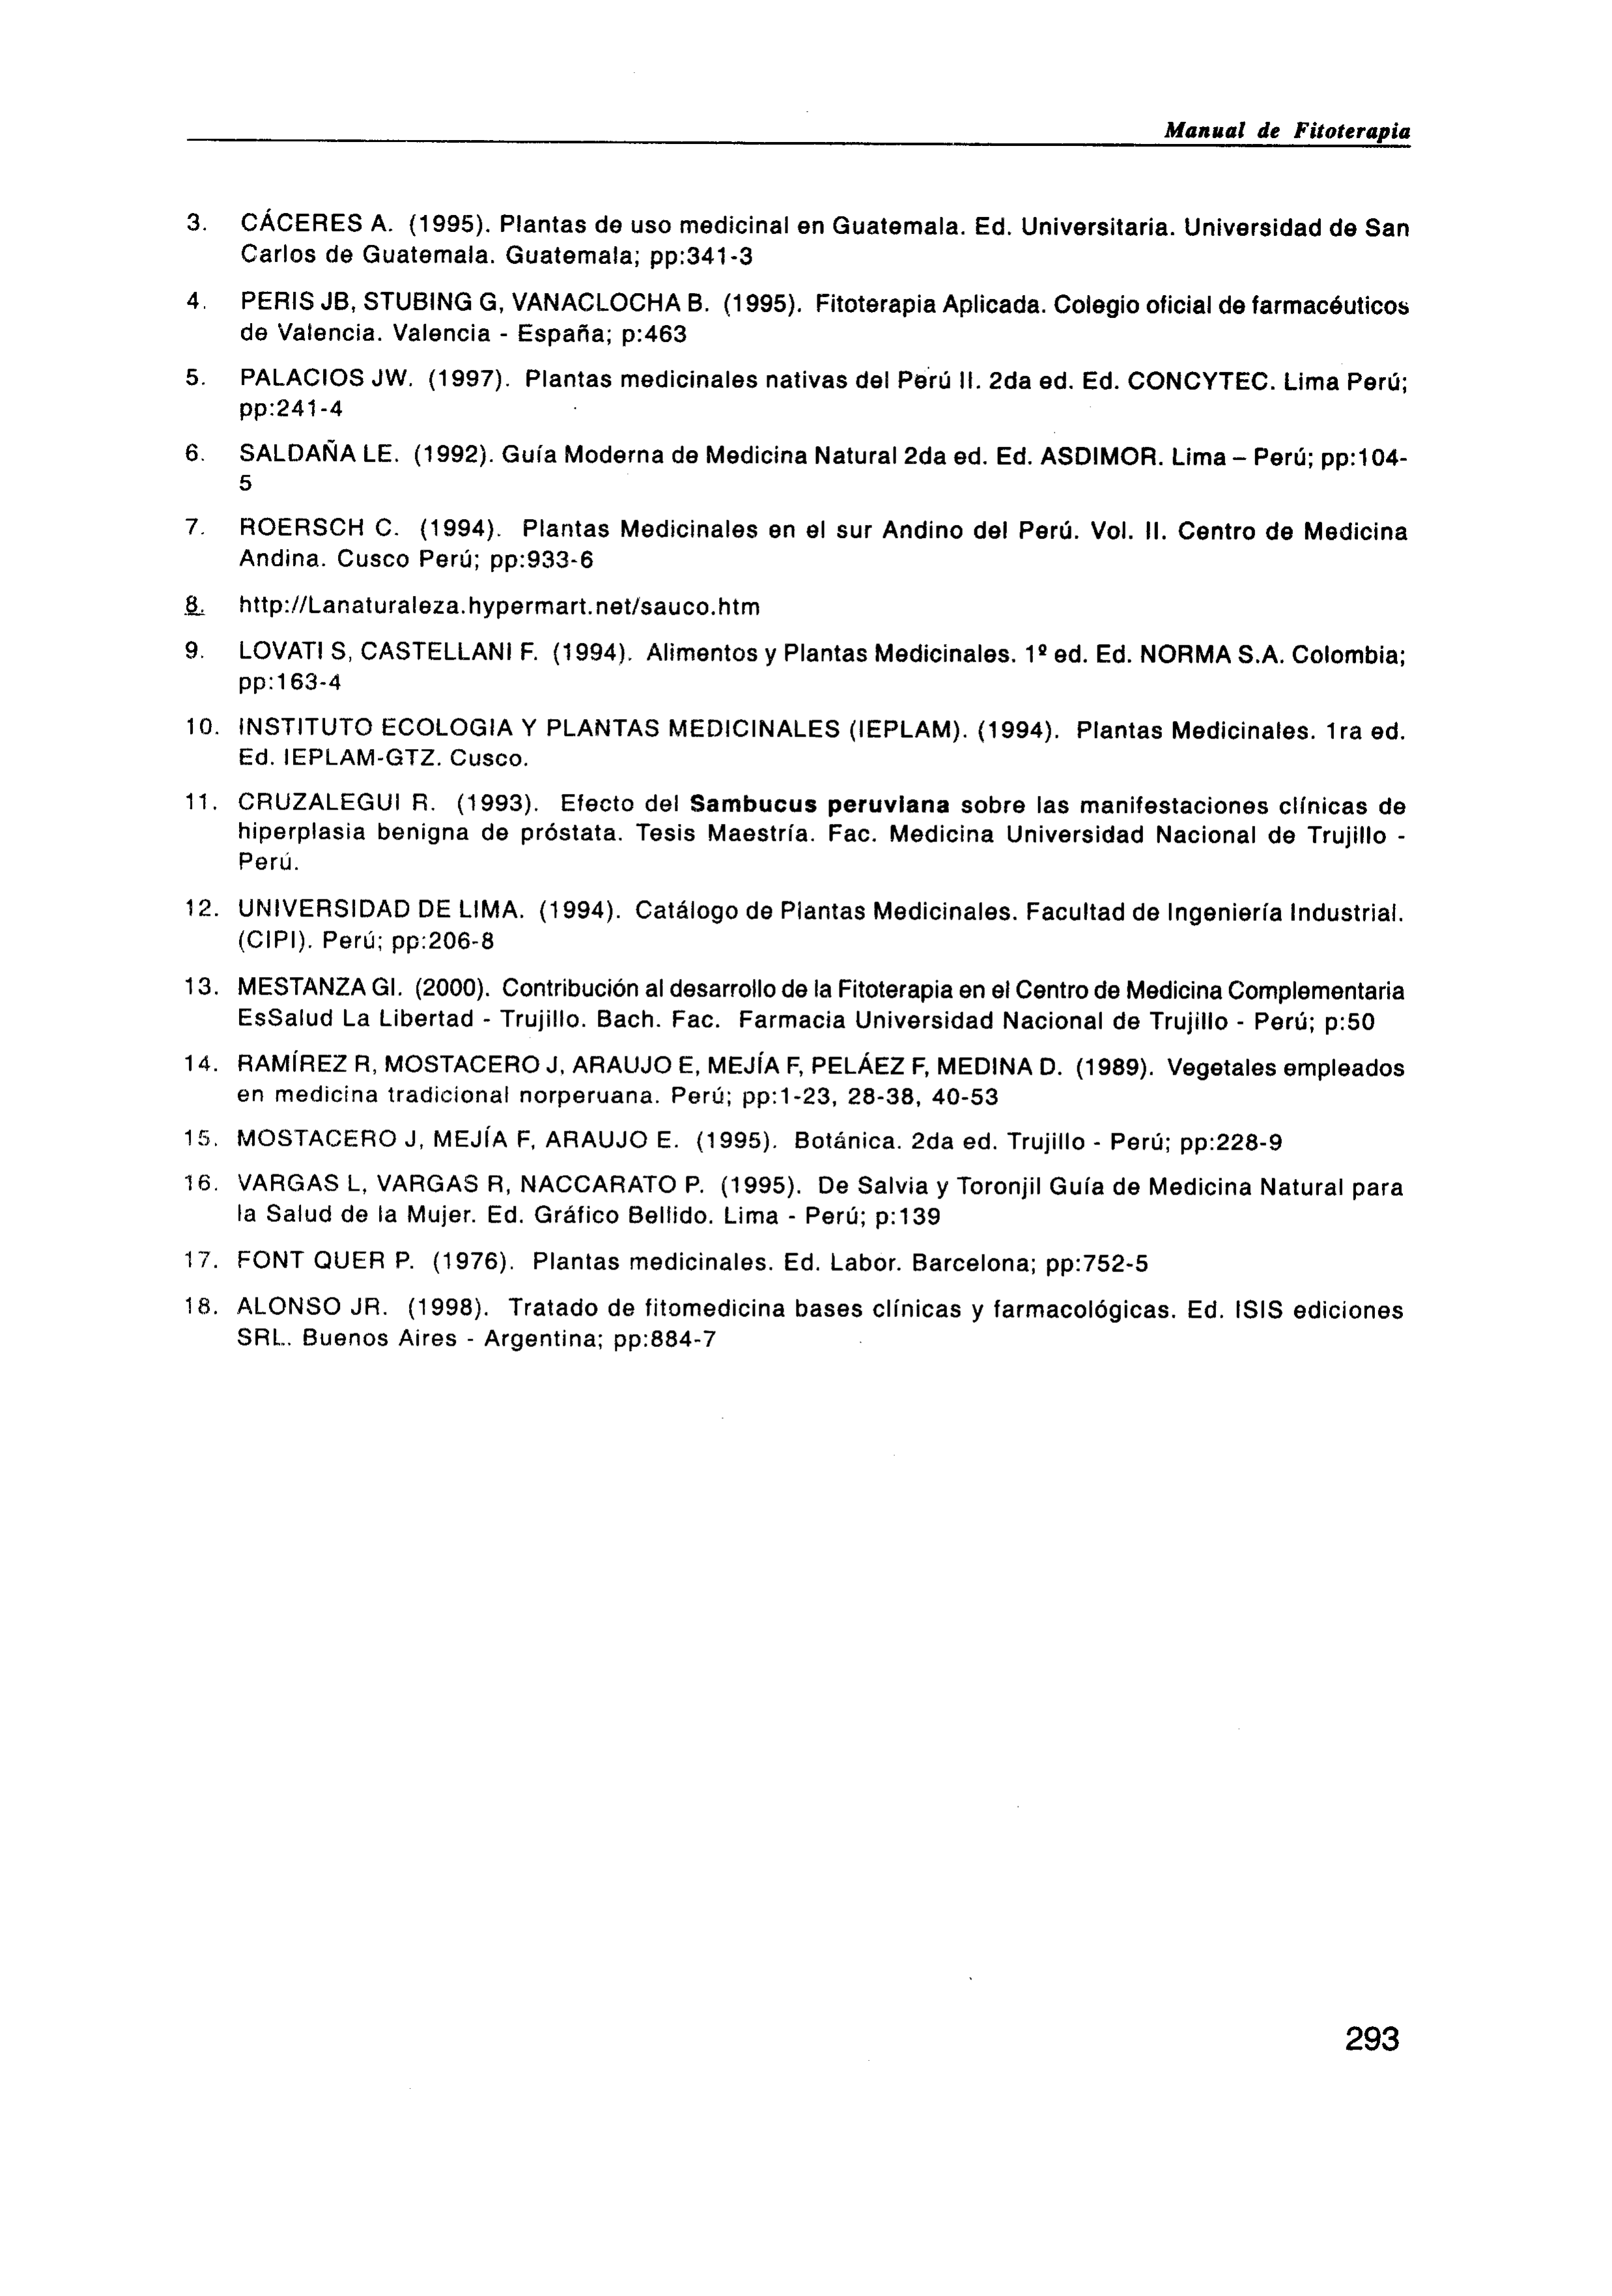 Manual de Fitoterapia
3. CÁCERES A. (1995). Plantas de uso medicinal en Guatemala. Ed. Universitaria. Universidad de San
Carlos de Guatemala. Guatemala; pp:341-3
4. PERIS JB, STUBING G, VANACLOCHA B. (1995). Fitoterapia Aplicada. Colegio oficial de farmacéuticos
de Valencia. Valencia - España; p:463
5. PALACIOS JW. (1997). Plantas medicinales nativas del Perú II. 2da ed. Ed. CONCYTEC. Lima Perú;
pp:241-4
6. SALDAÑA LE. (1992). Guía Moderna de Medicina Natural 2da ed. Ed. ASDIMOR. Lima – Perú; pp:104-
5
7. ROERSCH C. (1994). Plantas Medicinales en el sur Andino del Perú. Vol. II. Centro de Medicina
Andina. Cusco Perú; pp:933-6
8. http://Lanaturaleza.hypermart.net/sauco.htm
9. LOVATI S, CASTELLANI F. (1994). Alimentos y Plantas Medicinales. 1º ed. Ed. NORMA S.A. Colombia;
pp:163-4
10. INSTITUTO ECOLOGIA Y PLANTAS MEDICINALES (IEPLAM). (1994). Plantas Medicinales. 1ra ed.
Ed. IEPLAM-GTZ. Cusco.
11. CRUZALEGUI R. (1993). Efecto del Sambucus peruviana sobre las manifestaciones clínicas de
hiperplasia benigna de próstata. Tesis Maestría. Fac. Medicina Universidad Nacional de Trujillo -
Perú.
12. UNIVERSIDAD DE LIMA. (1994). Catálogo de Plantas Medicinales. Facultad de Ingeniería Industrial.
(CIPI). Perú; pp:206-8
13. MESTANZA GI. (2000). Contribución al desarrollo de la Fitoterapia en el Centro de Medicina Complementaria
EsSalud La Libertad - Trujillo. Bach. Fac. Farmacia Universidad Nacional de Trujillo - Perú; p:50
14. RAMÍREZ R, MOSTACERO J, ARAUJO E, MEJÍA F, PELÁEZ F, MEDINA D. (1989). Vegetales empleados
en medicina tradicional norperuana. Perú; pp:1-23, 28-38, 40-53
15. MOSTACERO J, MEJÍA F, ARAUJO E. (1995). Botánica. 2da ed. Trujillo - Perú; pp:228-9
16. VARGAS L, VARGAS R, NACCARATO P. (1995). De Salvia y Toronjil Guía de Medicina Natural para
la Salud de la Mujer. Ed. Gráfico Bellido. Lima - Perú; p:139
17. FONT QUER P. (1976). Plantas medicinales. Ed. Labor. Barcelona; pp:752-5
18. ALONSO JR. (1998). Tratado de fitomedicina bases clínicas y farmacológicas. Ed. ISIS ediciones
SRL. Buenos Aires - Argentina; pp:884-7
293